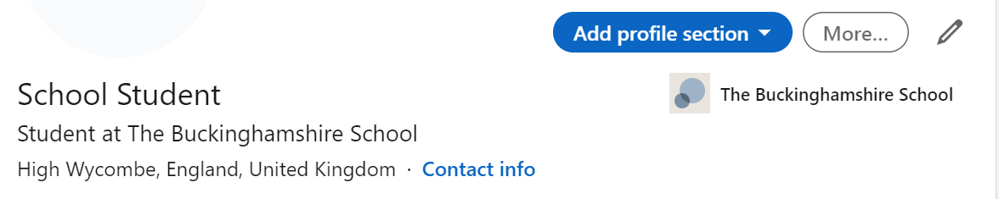 Add profile section More...
School Student
The Buckinghamshire School
Student at The Buckinghamshire School
High Wycombe, England, United Kingdom · Contact info